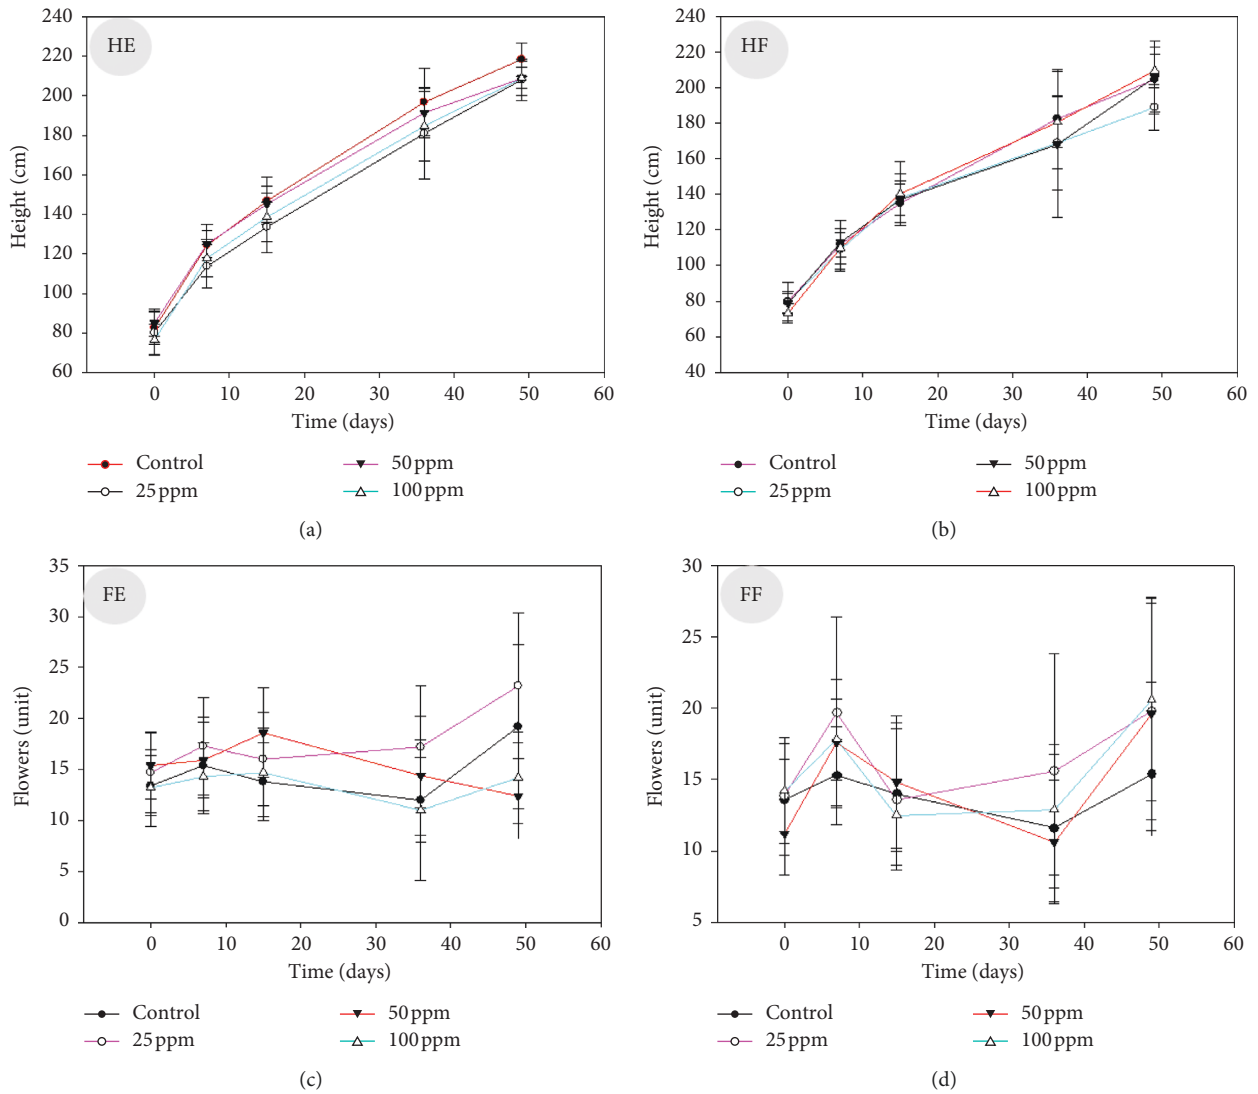 HE
Height (cm)
240
220
200
180
160
140
120
100
80
60
0 10 20 30 40 50 60
Time (days)
Control
25 ppm
50 ppm
100 ppm
(a)
HF
Height (cm)
240
220
200
180
160
140
120
100
80
60
40
0 10 20 30 40 50 60
Time (days)
Control
25 ppm
50 ppm
100 ppm
(b)
FE
Flowers (unit)
35
30
25
20
15
10
5
0
0 10 20 30 40 50 60
Time (days)
Control
25 ppm
50 ppm
100 ppm
(c)
FF
Flowers (unit)
30
25
20
15
10
5
0 10 20 30 40 50 60
Time (days)
Control
25 ppm
50 ppm
100 ppm
(d)